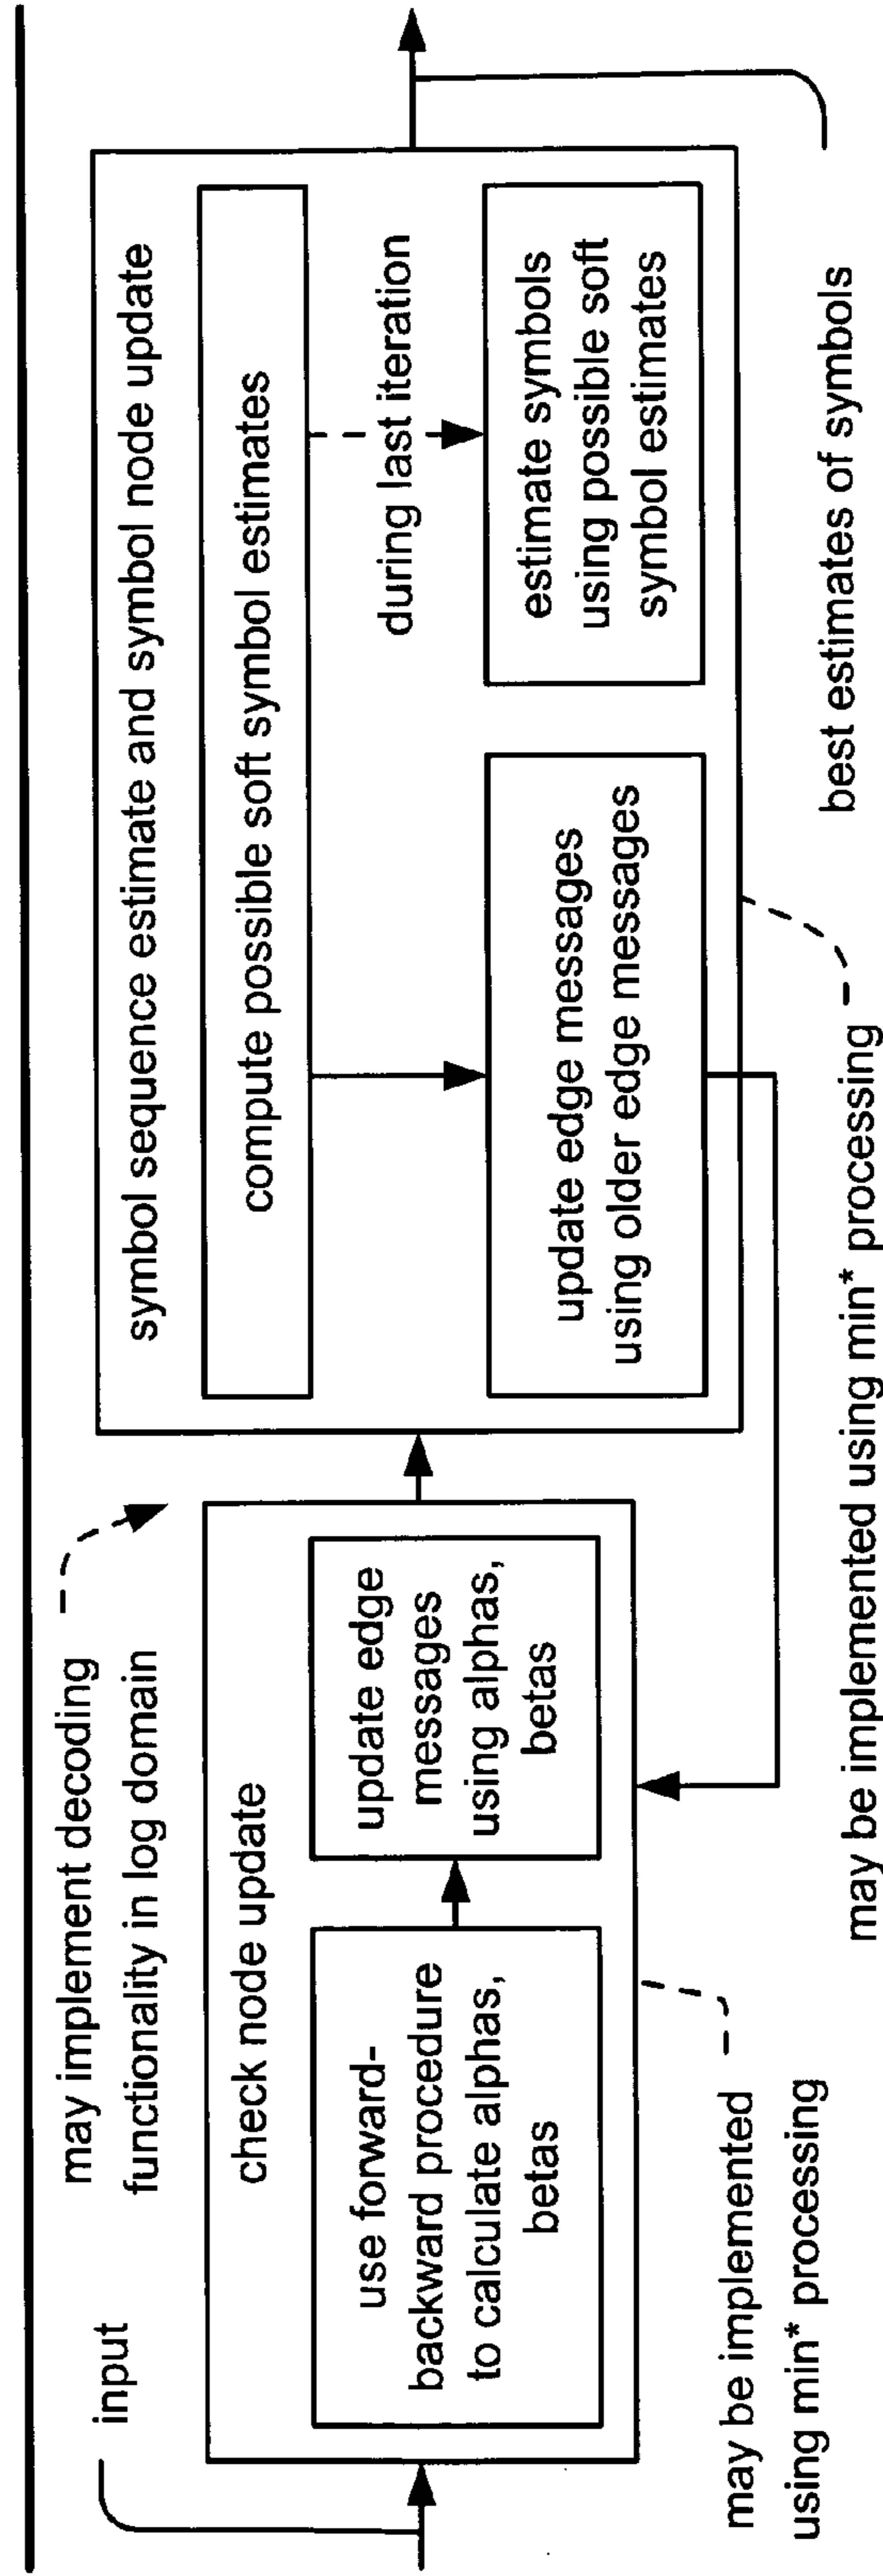 input
may implement decoding
functionality in log domain
check node update
use forward-
backward procedure
to calculate alphas,
betas
update edge
messages
using alphas,
betas
may be implemented
using min* processing
symbol sequence estimate and symbol node update
compute possible soft symbol estimates
during last iteration
update edge messages
using older edge messages
estimate symbols
using possible soft
symbol estimates
may be implemented using min* processing
best estimates of symbols